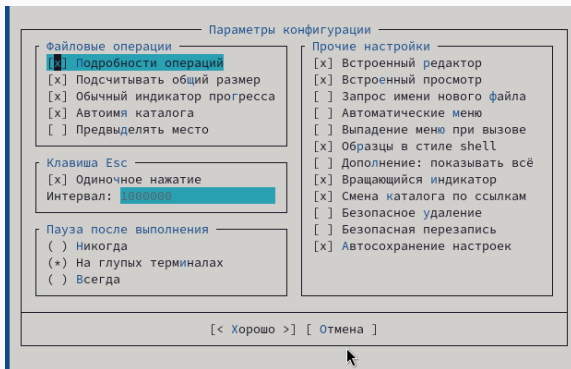 Параметры конфигурации
Файловые операции
[x] Подробности операций
[x] Подсчитывать общий размер
[x] Обычный индикатор прогресса
[x] Автоимя каталога
[ ] Предвыделять место
Клавиша Esc
[x] Одиночное нажатие
Интервал: 1000000
Пауза после выполнения
( ) Никогда
(*) На глупых терминалах
( ) Всегда
Прочие настройки
[x] Встроенный редактор
[x] Встроенный просмотр
[ ] Запрос имени нового файла
[ ] Автоматические меню
[ ] Выпадение меню при вызове
[x] Образцы в стиле shell
[ ] Дополнение: показывать всё
[x] Вращающийся индикатор
[x] Смена каталога по ссылкам
[ ] Безопасное удаление
[ ] Безопасная перезапись
[x] Автосохранение настроек
[< Хорошо >] [ Отмена ]